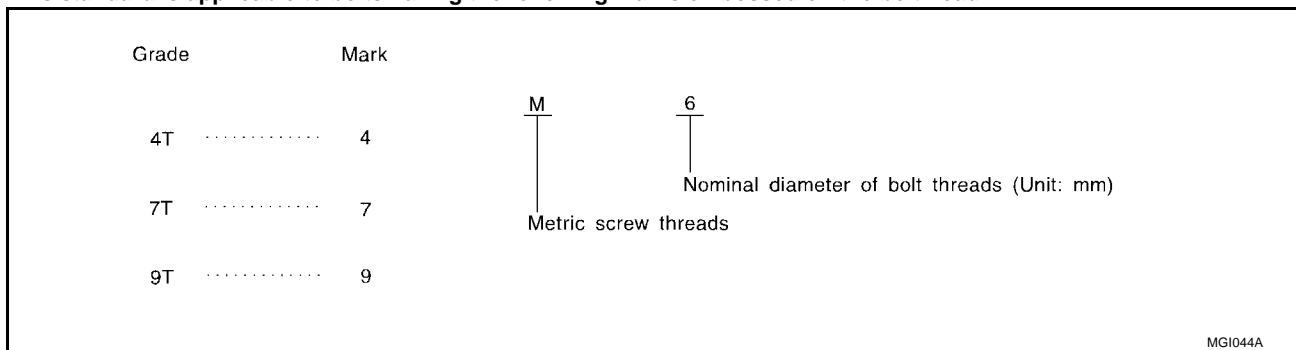 Grade Mark
M 6
4T ············· 4
Nominal diameter of bolt threads (Unit: mm)
7T ············· 7
Metric screw threads
9T ············· 9
MGI044A